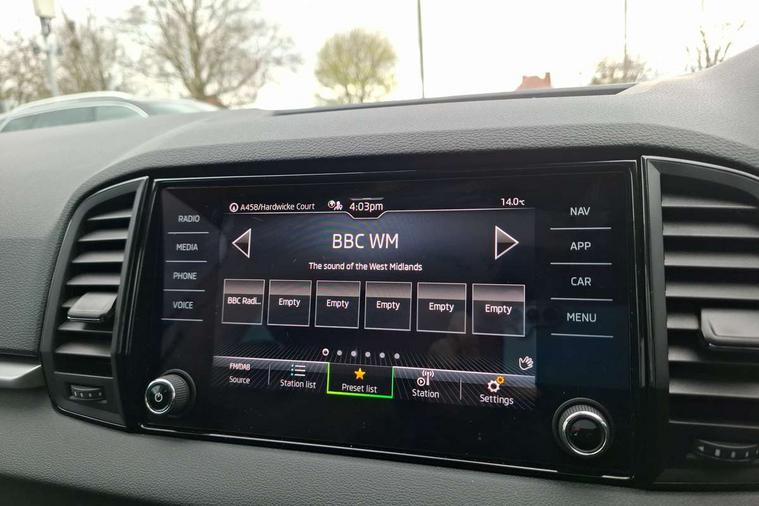 A458/Hardwicke Court
4:03pm
14.0℃
RADIO
MEDIA
PHONE
VOICE
BBC WM
The sound of the West Midlands
BBC Radi...
Empty
Empty
Empty
Empty
Empty
FM/DAB
Source
Station list
Preset list
Station
Settings
NAV
APP
CAR
MENU